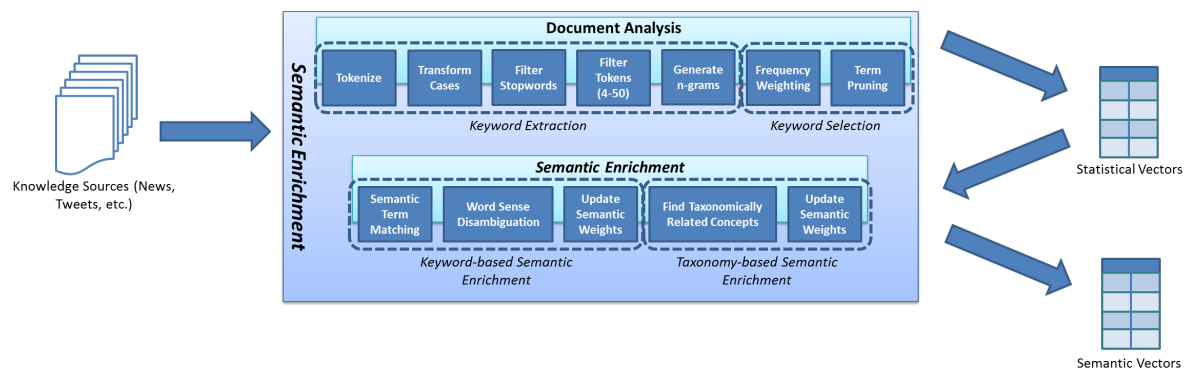 Document Analysis
Semantic Enrichment
Tokenize
Transform
Cases
Filter
Stopwords
Filter
Tokens
(4-50)
Generate
n-grams
Frequency
Weighting
Term
Pruning
Keyword Extraction
Keyword Selection
Knowledge Sources (News,
Tweets, etc.)
Statistical Vectors
Semantic Enrichment
Semantic
Term
Matching
Word Sense
Disambiguation
Update
Semantic
Weights
Find Taxonomically
Related Concepts
Update
Semantic
Weights
Keyword-based Semantic
Enrichment
Taxonomy-based Semantic
Enrichment
Semantic Vectors